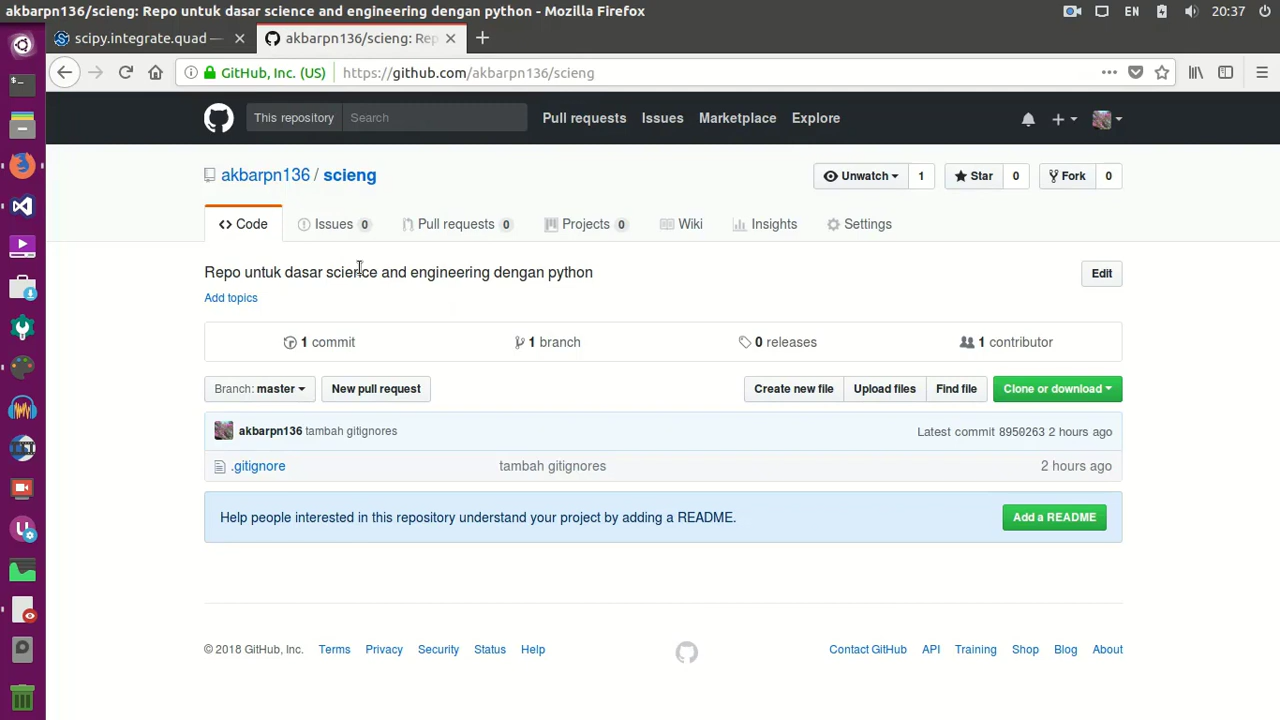 akbarpn136/scieng: Repo untuk dasar science and engineering dengan python - Mozilla Firefox
EN
20:37
scipy.integrate.quad —
akbarpn136/scieng: Rep
GitHub, Inc. (US)
https://github.com/akbarpn136/scieng
This repository
Search
Pull requests
Issues
Marketplace
Explore
akbarpn136 / scieng
Unwatch 1
Star 0
Fork 0
Code
Issues 0
Pull requests 0
Projects 0
Wiki
Insights
Settings
Repo untuk dasar science and engineering dengan python
Edit
Add topics
1 commit
1 branch
0 releases
1 contributor
Branch: master
New pull request
Create new file
Upload files
Find file
Clone or download
akbarpn136 tambah gitignores
Latest commit 8950263 2 hours ago
.gitignore
tambah gitignores
2 hours ago
Help people interested in this repository understand your project by adding a README.
Add a README
© 2018 GitHub, Inc.
Terms
Privacy
Security
Status
Help
Contact GitHub
API
Training
Shop
Blog
About